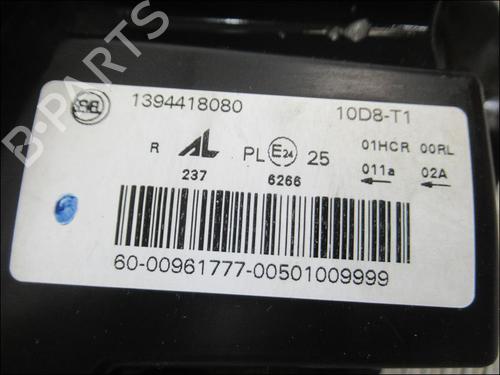 B-PARTS
1394418080 10D8-T1
R AL PL E24 25 01HCR 00RL
237 6266 011a 02A
60-00961777-00501009999